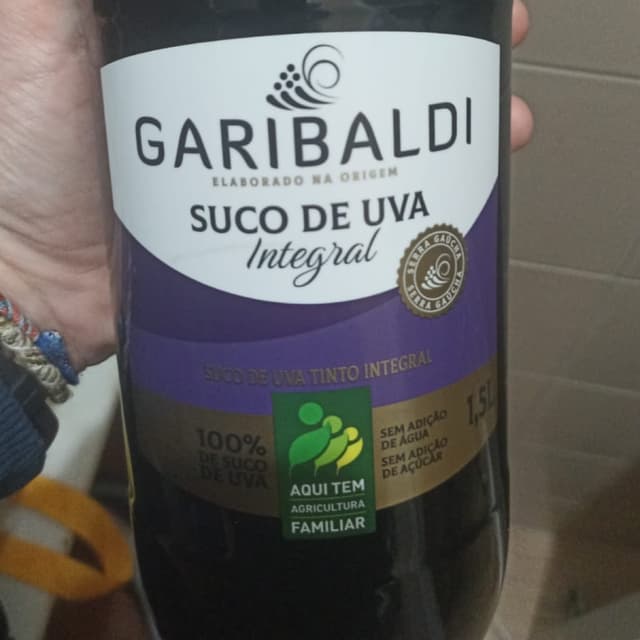 GARIBALDI
ELABORADO NA ORIGEM
SUCO DE UVA
Integral
SERRA GAÚCHA
SERRA GAÚCHA
SUCO DE UVA TINTO INTEGRAL
100%
DE SUCO
DE UVA
AQUI TEM
AGRICULTURA
FAMILIAR
SEM ADIÇÃO
DE ÁGUA
SEM ADIÇÃO
DE AÇÚCAR
1,5L